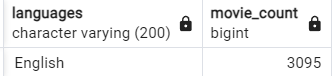 languages movie_count
character varying (200) bigint
English 3095